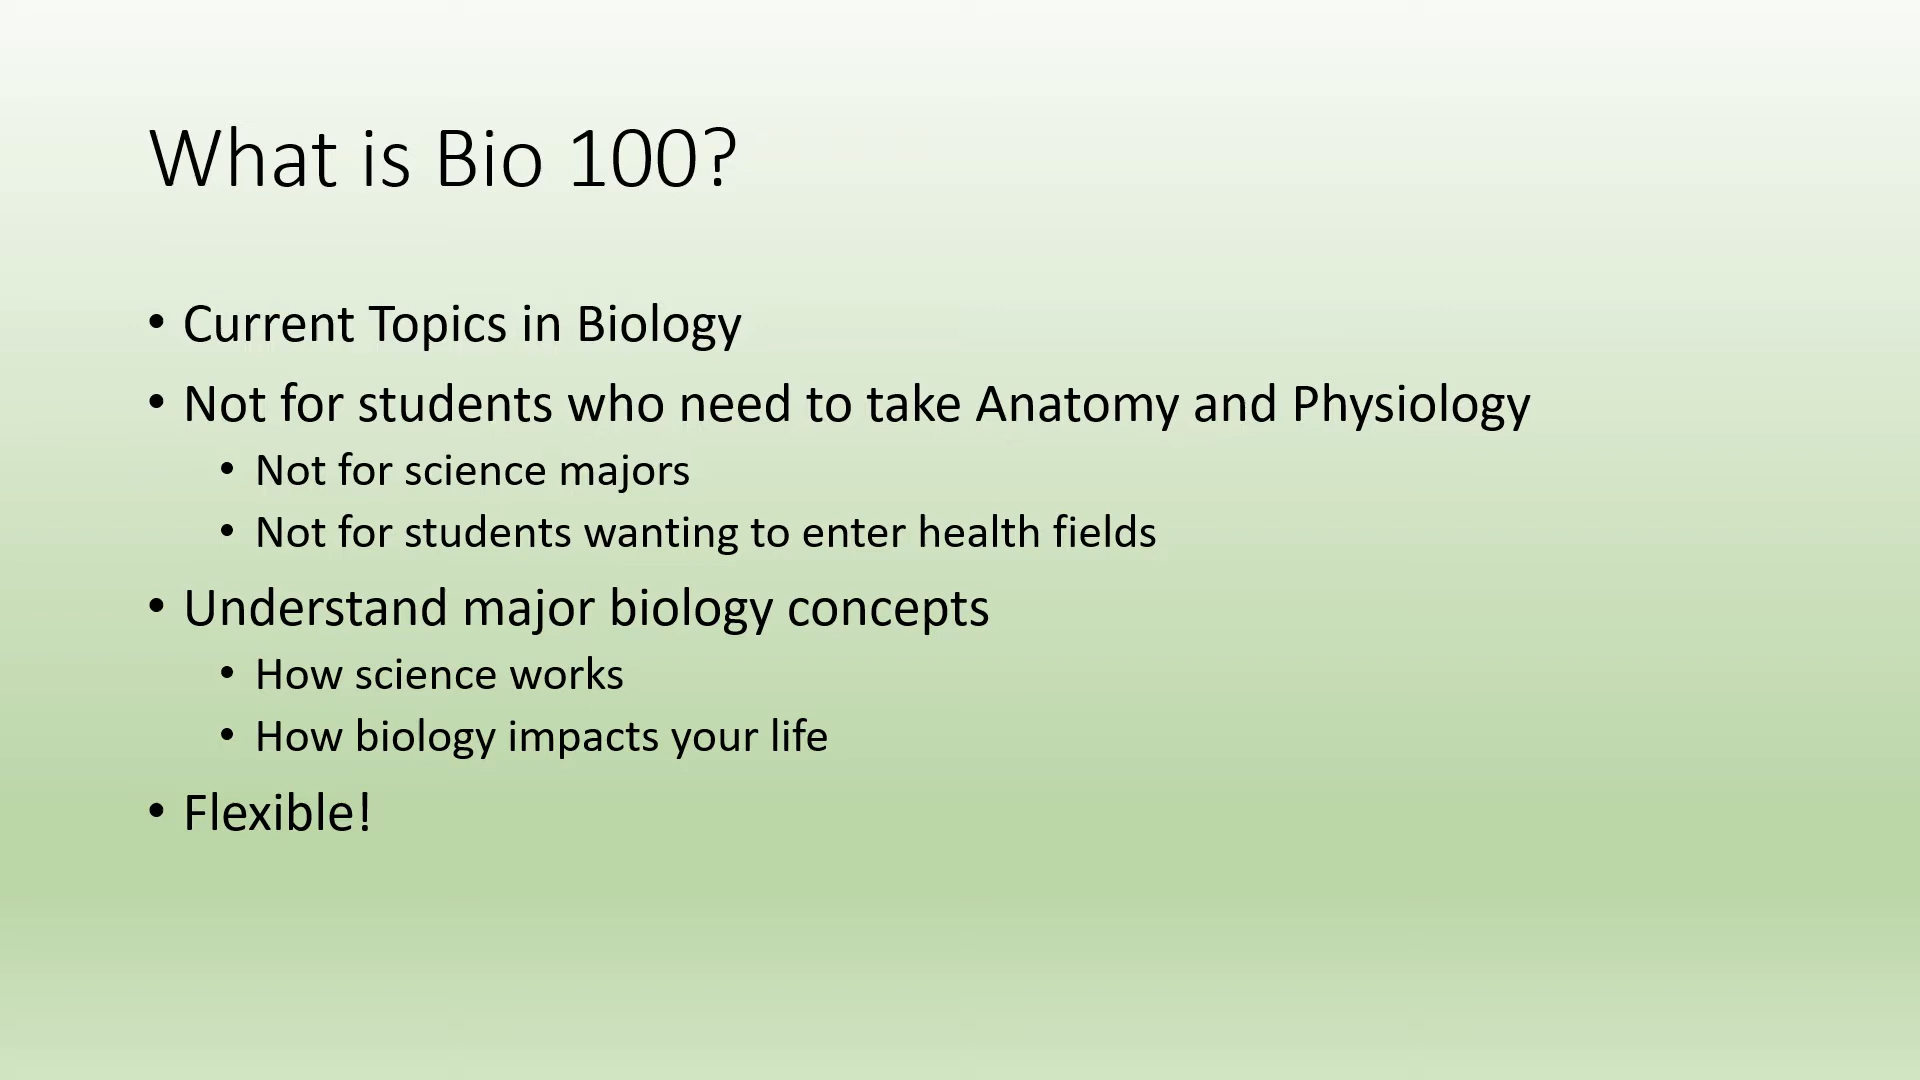 What is Bio 100?
• Current Topics in Biology
• Not for students who need to take Anatomy and Physiology
• Not for science majors
• Not for students wanting to enter health fields
• Understand major biology concepts
• How science works
• How biology impacts your life
• Flexible!